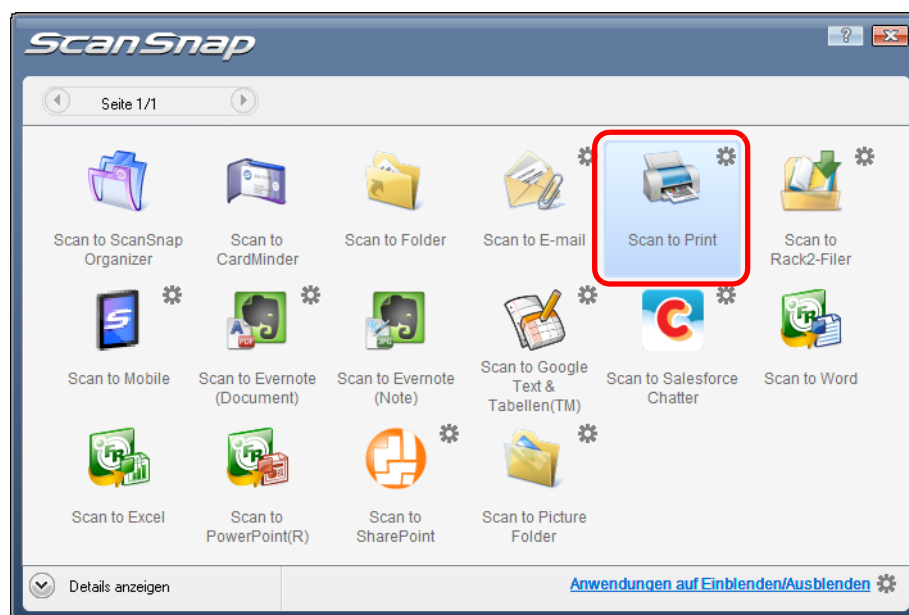 ScanSnap
Seite 1/1
Scan to ScanSnap
Organizer
Scan to
CardMinder
Scan to Folder
Scan to E-mail
Scan to Print
Scan to
Rack2-Filer
Scan to Mobile
Scan to Evernote
(Document)
Scan to Evernote
(Note)
Scan to Google
Text &
Tabellen(TM)
Scan to Salesforce
Chatter
Scan to Word
Scan to Excel
Scan to
PowerPoint(R)
Scan to
SharePoint
Scan to Picture
Folder
Details anzeigen
Anwendungen auf Einblenden/Ausblenden